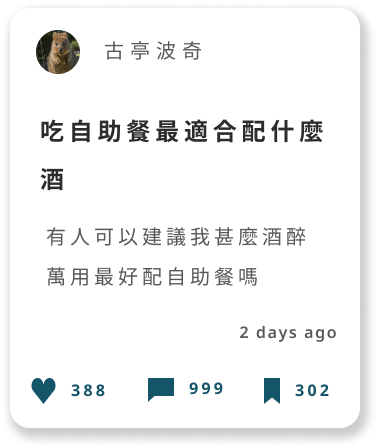 古亭波奇
吃自助餐最適合配什麼
酒
有人可以建議我甚麼酒醉
萬用最好配自助餐嗎
2 days ago
388
999
302